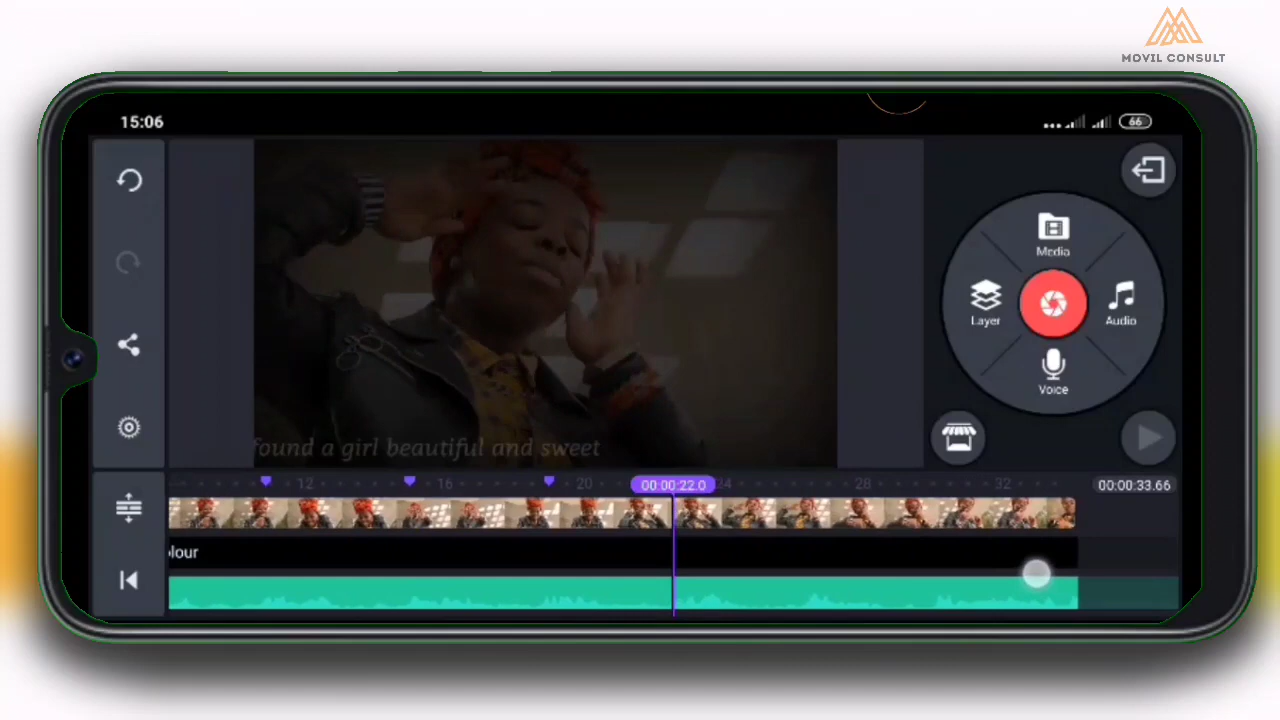 MOVIL CONSULT
15:06
66
Media
Layer
Audio
Voice
found a girl beautiful and sweet
12
16
20
00:00:22.0
24
28
32
00:00:33.66
lour